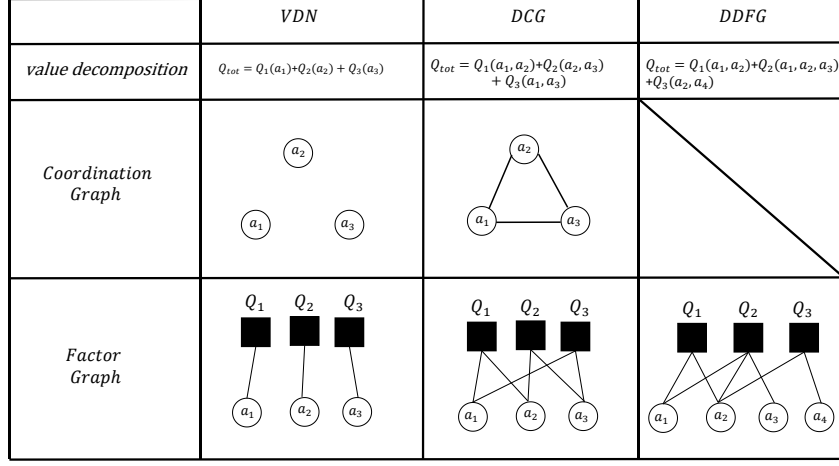 VDN
DCG
DDFG
value decomposition
Q_tot = Q_1(a_1)+Q_2(a_2) + Q_3(a_3)
Q_tot = Q_1(a_1, a_2)+Q_2(a_2, a_3)
+ Q_3(a_1, a_3)
Q_tot = Q_1(a_1, a_2)+Q_2(a_1, a_2, a_3)
+Q_3(a_2, a_4)
Coordination
Graph
a_2
a_1
a_3
a_2
a_1
a_3
Factor
Graph
Q_1 Q_2 Q_3
a_1 a_2 a_3
Q_1 Q_2 Q_3
a_1 a_2 a_3
Q_1 Q_2 Q_3
a_1 a_2 a_3 a_4